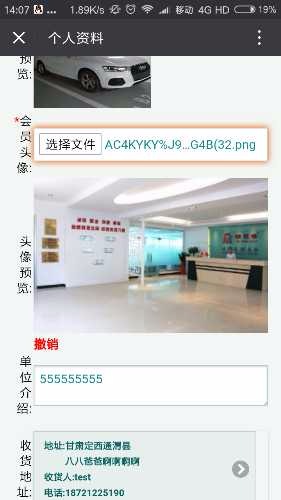 14:07 ... 1.89K/s 移动 4G HD 19%
× 个人资料
预览:
*会员头像:
选择文件 AC4KYKY%J9...G4B(32.png
头像预览:
撤销
单位介绍:
555555555
收货地址:
地址:甘肃定西通渭县
八八爸爸啊啊啊啊
收货人:test
电话:18721225190